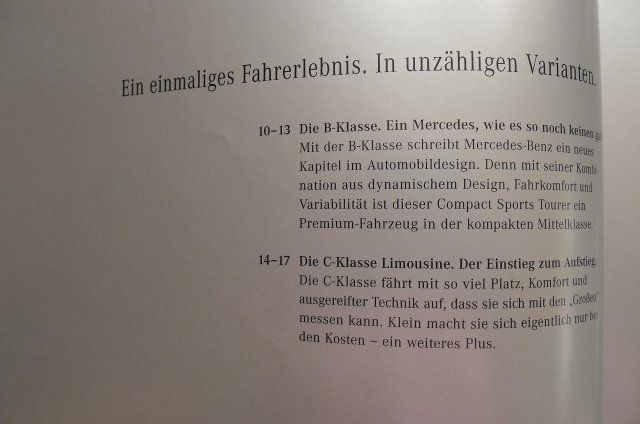 Ein einmaliges Fahrerlebnis. In unzähligen Varianten.
10–13 Die B-Klasse. Ein Mercedes, wie es so noch keinen
Mit der B-Klasse schreibt Mercedes-Benz ein neues
Kapitel im Automobildesign. Denn mit seiner Kombi-
nation aus dynamischem Design, Fahrkomfort und
Variabilität ist dieser Compact Sports Tourer ein
Premium-Fahrzeug in der kompakten Mittelklasse.
14–17 Die C-Klasse Limousine. Der Einstieg zum Aufstieg.
Die C-Klasse fährt mit so viel Platz, Komfort und
ausgereifter Technik auf, dass sie sich mit den „Großen“
messen kann. Klein macht sie sich eigentlich nur bei
den Kosten – ein weiteres Plus.